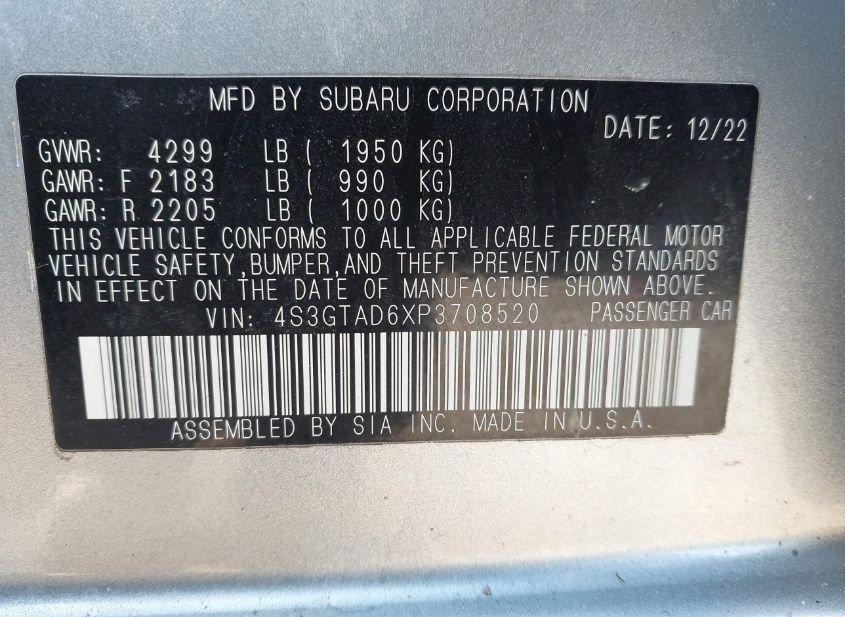 MFD BY SUBARU CORPORATION
DATE: 12/22
GVWR: 4299 LB ( 1950 KG)
GAWR: F 2183 LB ( 990 KG)
GAWR: R 2205 LB ( 1000 KG)
THIS VEHICLE CONFORMS TO ALL APPLICABLE FEDERAL MOTOR
VEHICLE SAFETY,BUMPER,AND THEFT PREVENTION STANDARDS
IN EFFECT ON THE DATE OF MANUFACTURE SHOWN ABOVE.
VIN: 4S3GTAD6XP3708520 PASSENGER CAR
ASSEMBLED BY SIA INC. MADE IN U.S.A.